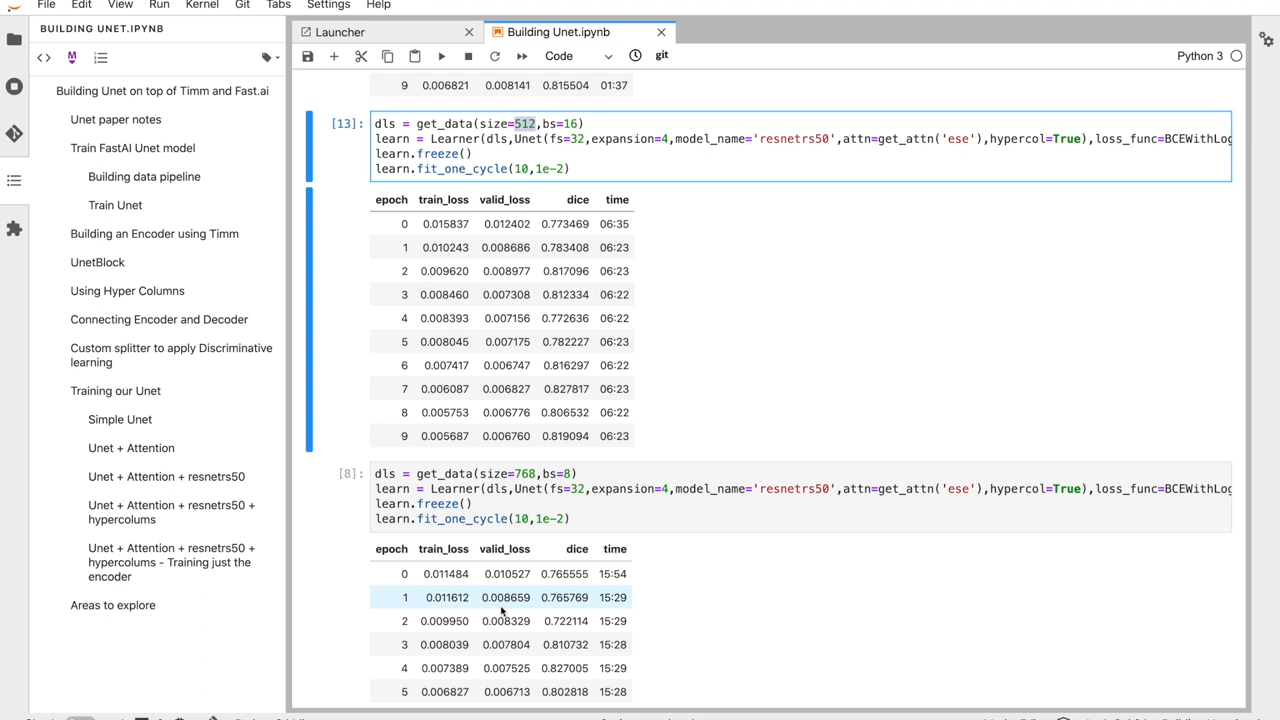 File Edit View Run Kernel Git Tabs Settings Help
BUILDING UNET.IPYNB
Launcher
Building Unet.ipynb
Code
git
Python 3
Building Unet on top of Timm and Fast.ai
Unet paper notes
Train FastAI Unet model
Building data pipeline
Train Unet
Building an Encoder using Timm
UnetBlock
Using Hyper Columns
Connecting Encoder and Decoder
Custom splitter to apply Discriminative
learning
Training our Unet
Simple Unet
Unet + Attention
Unet + Attention + resnetrs50
Unet + Attention + resnetrs50 +
hypercolums
Unet + Attention + resnetrs50 +
hypercolums - Training just the
encoder
Areas to explore
9 0.006821 0.008141 0.815504 01:37
[13]: dls = get_data(size=512,bs=16)
learn = Learner(dls,Unet(fs=32,expansion=4,model_name='resnetrs50',attn=get_attn('ese'),hypercol=True),loss_func=BCEWithLog
learn.freeze()
learn.fit_one_cycle(10,1e-2)
epoch train_loss valid_loss dice time
0 0.015837 0.012402 0.773469 06:35
1 0.010243 0.008686 0.783408 06:23
2 0.009620 0.008977 0.817096 06:23
3 0.008460 0.007308 0.812334 06:22
4 0.008393 0.007156 0.772636 06:22
5 0.008045 0.007175 0.782227 06:23
6 0.007417 0.006747 0.816297 06:22
7 0.006087 0.006827 0.827817 06:23
8 0.005753 0.006776 0.806532 06:22
9 0.005687 0.006760 0.819094 06:23
[8]: dls = get_data(size=768,bs=8)
learn = Learner(dls,Unet(fs=32,expansion=4,model_name='resnetrs50',attn=get_attn('ese'),hypercol=True),loss_func=BCEWithLog
learn.freeze()
learn.fit_one_cycle(10,1e-2)
epoch train_loss valid_loss dice time
0 0.011484 0.010527 0.765555 15:54
1 0.011612 0.008659 0.765769 15:29
2 0.009950 0.008329 0.722114 15:29
3 0.008039 0.007804 0.810732 15:28
4 0.007389 0.007525 0.827005 15:29
5 0.006827 0.006713 0.802818 15:28